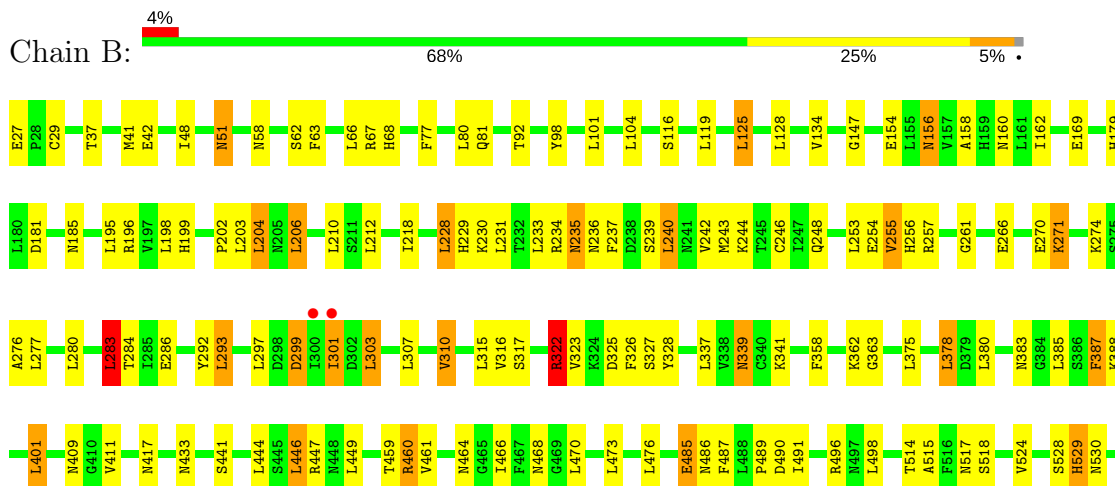 4%
Chain B:
68% 25% 5% •
E27 P28 C29 T37 M41 E42 I48 N51 N58 S62 F63 L66 R67 H68 F77 L80 Q81 T92 Y98 L101 L104 S116 L119 L125 L128 V134 G147 E154 L155 N156 V157 A158 H159 N160 L161 I162 E169 H179
L180 D181 N185 L195 R196 V197 L198 H199 P202 L203 L204 N205 L206 L210 S211 L212 I218 L228 H229 K230 L231 T232 L233 R234 N235 N236 F237 D238 S239 L240 N241 V242 M243 K244 T245 C246 I247 Q248 L253 E254 V255 H256 R257 G261 E266 E270 K271 K274 S275
A276 L277 L280 L283 T284 I285 E286 Y292 L293 L297 D298 D299 I300 I301 D302 L303 L307 V310 L315 V316 S317 R322 V323 K324 D325 F326 S327 Y328 L337 V338 N339 C340 K341 F358 K362 G363 L375 L378 D379 L380 N383 G384 L385 S386 F387 K388
L401 N409 G410 V411 N417 N433 S441 L444 S445 L446 R447 N448 L449 T459 R460 V461 N464 G465 I466 F467 N468 G469 L470 L473 L476 E485 N486 F487 L488 P489 D490 I491 R496 N497 L498 T514 A515 F516 N517 S518 V524 S528 H529 N530